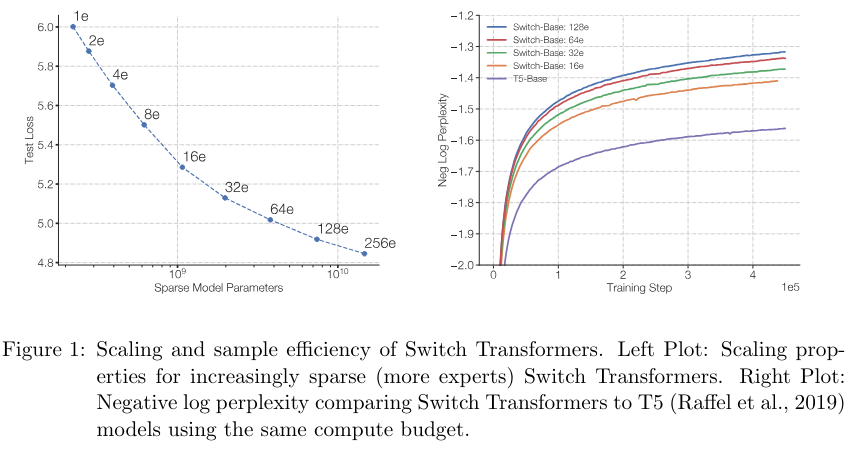 6.0
5.8
5.6
5.4
5.2
5.0
4.8
Test Loss
1e
2e
4e
8e
16e
32e
64e
128e
256e
10⁹
10¹⁰
Sparse Model Parameters
−1.2
−1.3
−1.4
−1.5
−1.6
−1.7
−1.8
−1.9
−2.0
Neg Log Perplexity
Switch-Base: 128e
Switch-Base: 64e
Switch-Base: 32e
Switch-Base: 16e
T5-Base
0
1
2
3
4
1e5
Training Step
Figure 1: Scaling and sample efficiency of Switch Transformers. Left Plot: Scaling prop-
erties for increasingly sparse (more experts) Switch Transformers. Right Plot:
Negative log perplexity comparing Switch Transformers to T5 (Raffel et al., 2019)
models using the same compute budget.